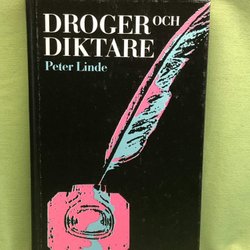 DROGER OCH
DIKTARE
Peter Linde